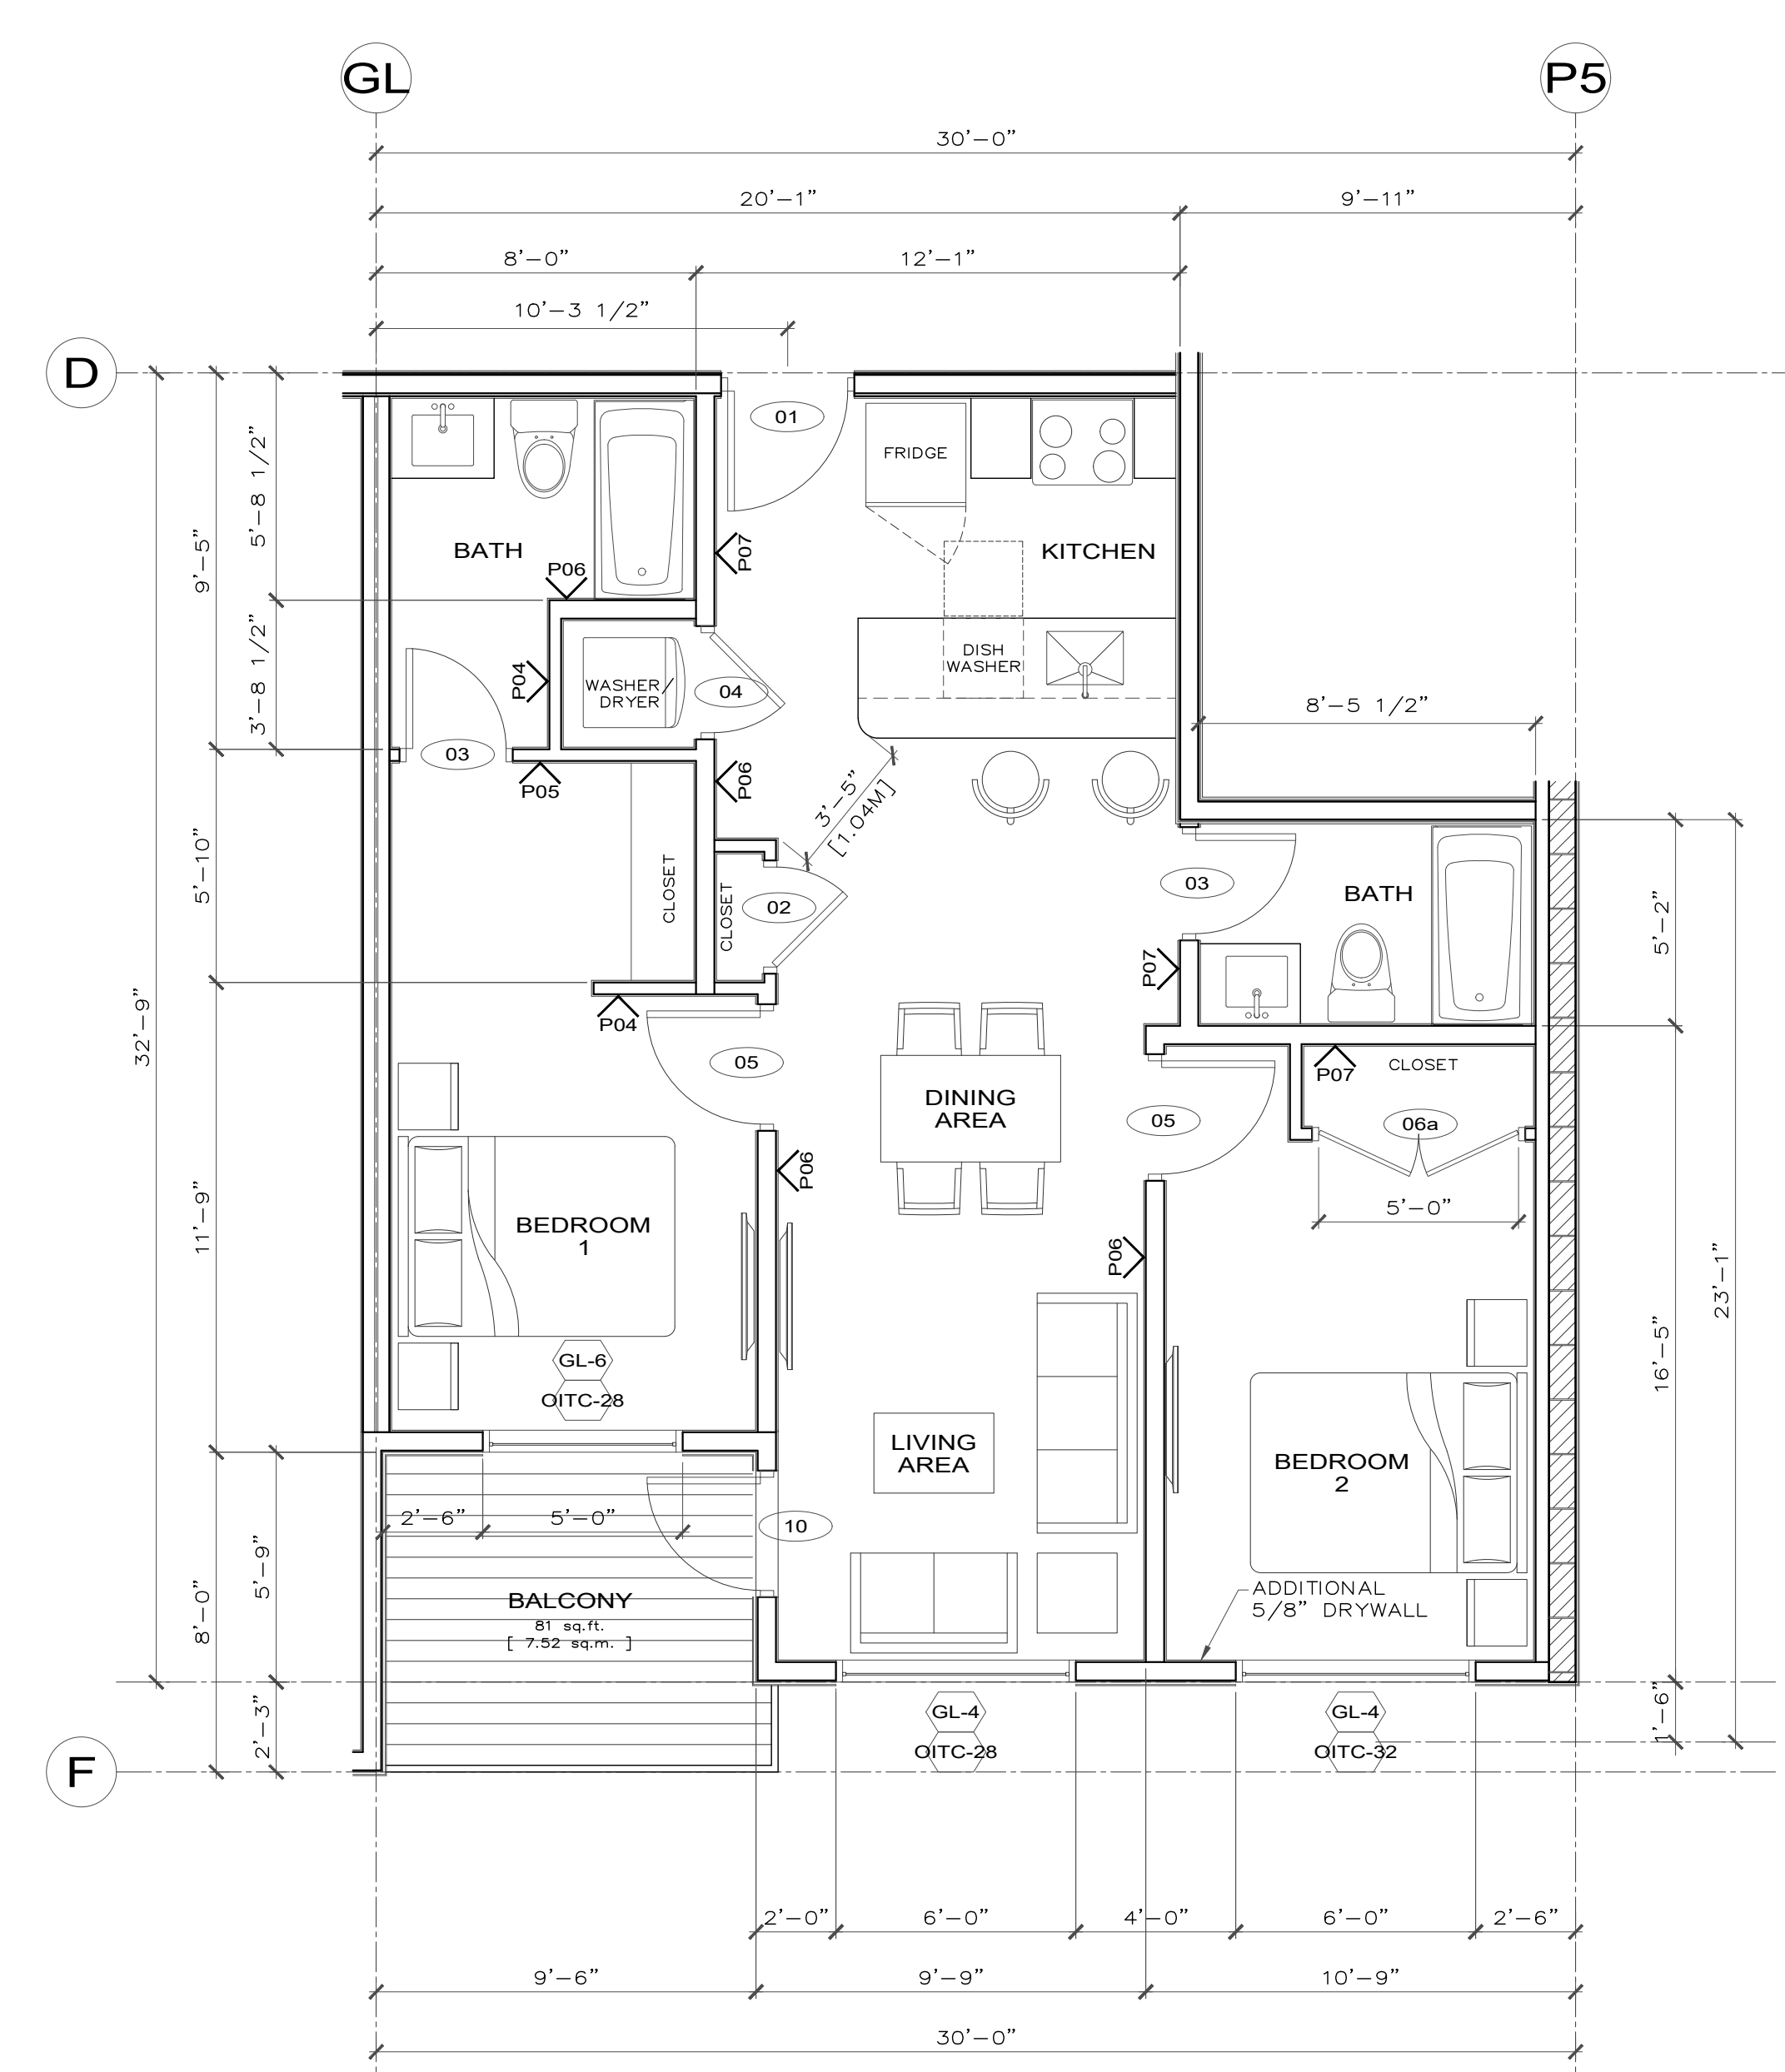 GL
P5
30’–0”
20’–1”
9’–11”
8’–0”
12’–1”
10’–3 1/2”
D
01
FRIDGE
5’–8 1/2”
9’–5”
BATH
P06
P07
KITCHEN
3’–8 1/2”
P04
WASHER/
DRYER
04
DISH
WASHER
8’–5 1/2”
03
P05
P06
3’–5”
[1.04M]
5’–10”
CLOSET
CLOSET
02
03
BATH
5’–2”
P07
32’–9”
P04
05
DINING
AREA
05
P07
CLOSET
06a
P06
5’–0”
11’–9”
BEDROOM
1
P06
23’–1”
16’–5”
GL-6
OITC-28
LIVING
AREA
BEDROOM
2
2’–6”
5’–0”
10
5’–9”
8’–0”
BALCONY
81 sq.ft.
[ 7.52 sq.m. ]
ADDITIONAL
5/8” DRYWALL
2’–3”
1’–6”
GL-4
OITC-28
GL-4
OITC-32
F
2’–0”
6’–0”
4’–0”
6’–0”
2’–6”
9’–6”
9’–9”
10’–9”
30’–0”